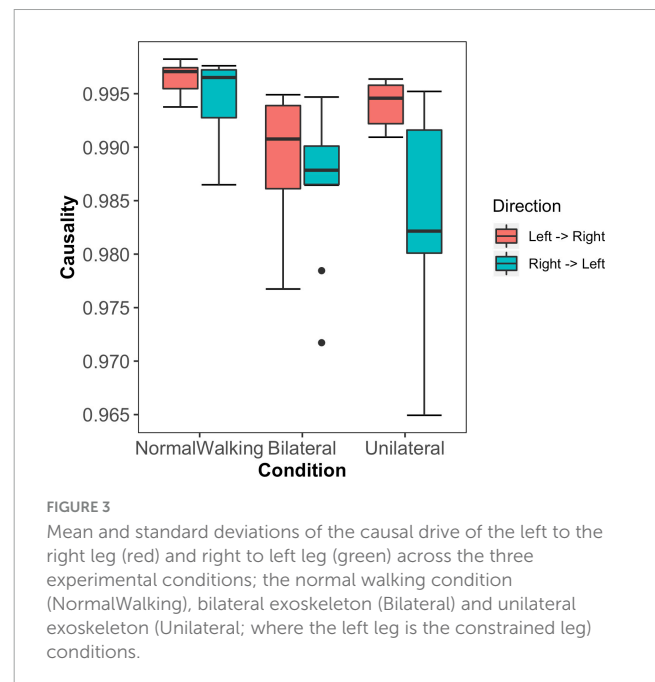 0.995
0.990
0.985
0.980
0.975
0.970
0.965
Causality
NormalWalking Bilateral Unilateral
Condition
Direction
Left -> Right
Right -> Left
FIGURE 3
Mean and standard deviations of the causal drive of the left to the
right leg (red) and right to left leg (green) across the three
experimental conditions; the normal walking condition
(NormalWalking), bilateral exoskeleton (Bilateral) and unilateral
exoskeleton (Unilateral; where the left leg is the constrained leg)
conditions.